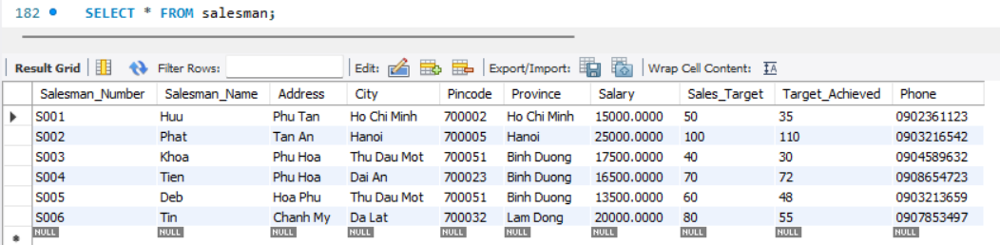 182 SELECT * FROM salesman;
Result Grid Filter Rows: Edit: Export/Import: Wrap Cell Content: IA
Salesman_Number Salesman_Name Address City Pincode Province Salary Sales_Target Target_Achieved Phone
S001 Huu Phu Tan Ho Chi Minh 700002 Ho Chi Minh 15000.0000 50 35 0902361123
S002 Phat Tan An Hanoi 700005 Hanoi 25000.0000 100 110 0903216542
S003 Khoa Phu Hoa Thu Dau Mot 700051 Binh Duong 17500.0000 40 30 0904589632
S004 Tien Phu Hoa Dai An 700023 Binh Duong 16500.0000 70 72 0908654723
S005 Deb Hoa Phu Thu Dau Mot 700051 Binh Duong 13500.0000 60 48 0903213659
S006 Tin Chanh My Da Lat 700032 Lam Dong 20000.0000 80 55 0907853497
* NULL NULL NULL NULL NULL NULL NULL NULL NULL NULL